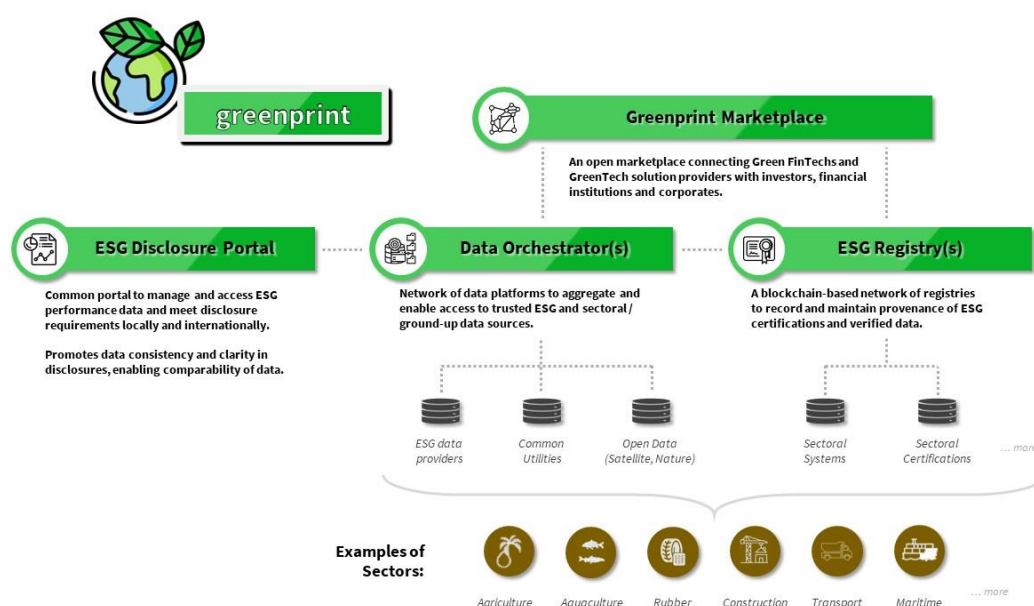 greenprint
Greenprint Marketplace
An open marketplace connecting Green FinTechs and
GreenTech solution providers with investors, financial
institutions and corporates.
ESG Disclosure Portal
Common portal to manage and access ESG
performance data and meet disclosure
requirements locally and internationally.
Promotes data consistency and clarity in
disclosures, enabling comparability of data.
Data Orchestrator(s)
Network of data platforms to aggregate and
enable access to trusted ESG and sectoral /
ground-up data sources.
ESG Registry(s)
A blockchain-based network of registries
to record and maintain provenance of ESG
certifications and verified data.
ESG data
providers
Common
Utilities
Open Data
(Satellite, Nature)
Sectoral
Systems
Sectoral
Certifications
... more
Examples of
Sectors:
Agriculture
Aquaculture
Rubber
Construction
Transport
Maritime
... more